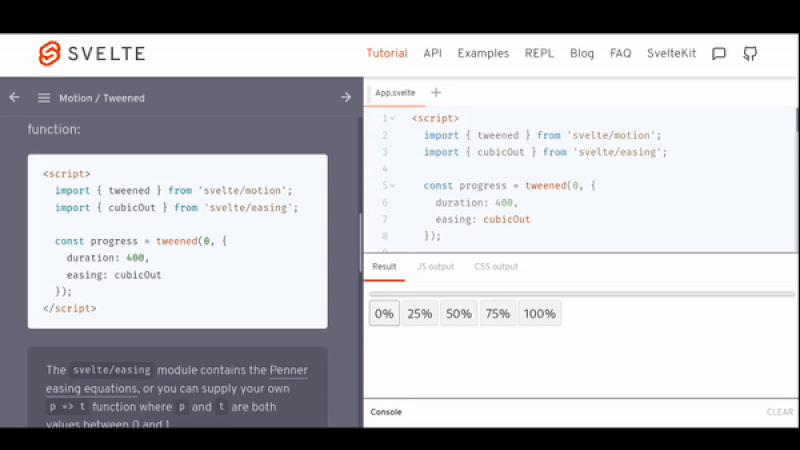 SVELTE
Tutorial API Examples REPL Blog FAQ SvelteKit
Motion / Tweened
function:
<script>
import { tweened } from 'svelte/motion';
import { cubicOut } from 'svelte/easing';
const progress = tweened(0, {
duration: 400,
easing: cubicOut
});
</script>
The svelte/easing module contains the Penner
easing equations, or you can supply your own
p => t function where p and t are both
values between 0 and 1
App.svelte +
1 <script>
2 import { tweened } from 'svelte/motion';
3 import { cubicOut } from 'svelte/easing';
4
5 const progress = tweened(0, {
6 duration: 400,
7 easing: cubicOut
8 });
Result JS output CSS output
0% 25% 50% 75% 100%
Console CLEAR